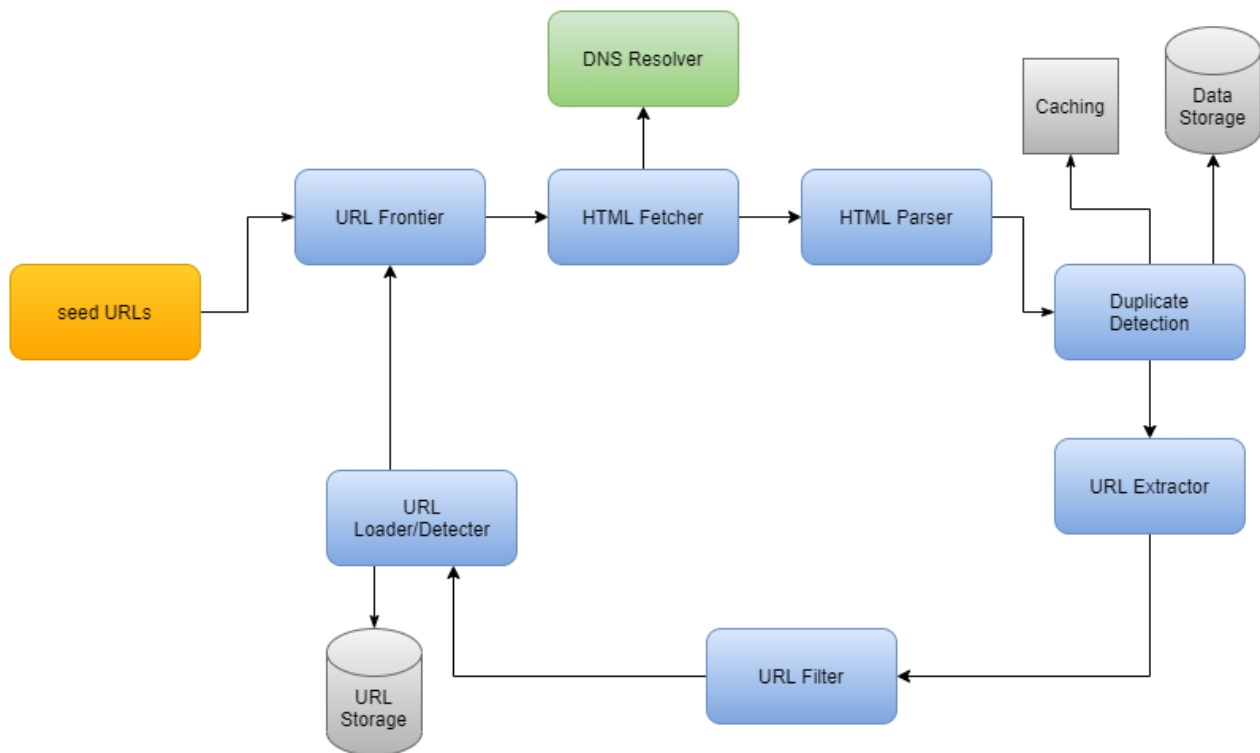 DNS Resolver
Caching
Data
Storage
URL Frontier
HTML Fetcher
HTML Parser
seed URLs
Duplicate
Detection
URL
Loader/Detecter
URL Extractor
URL Filter
URL
Storage